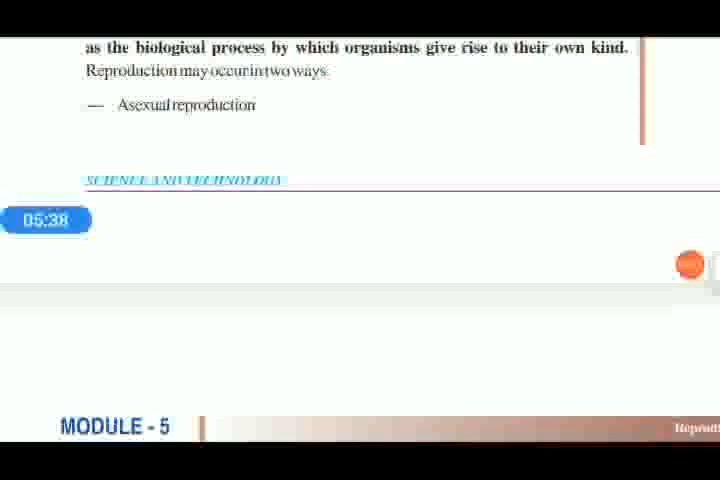 as the biological process by which organisms give rise to their own kind.
Reproduction may occur in two ways.
— Asexual reproduction
SCIENCE AND TECHNOLOGY
05:38
MODULE - 5